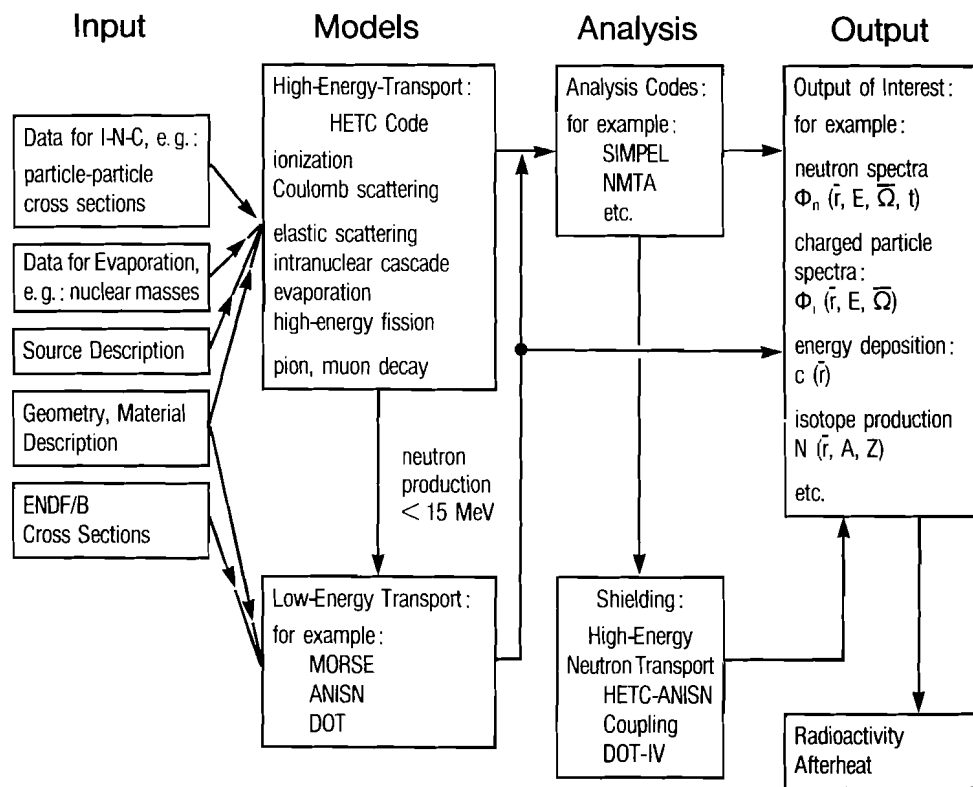 Input
Models
Analysis
Output
Data for I-N-C, e.g.:
particle-particle
cross sections
Data for Evaporation,
e.g.: nuclear masses
Source Description
Geometry, Material
Description
ENDF/B
Cross Sections
High-Energy-Transport:
HETC Code
ionization
Coulomb scattering
elastic scattering
intranuclear cascade
evaporation
high-energy fission
pion, muon decay
neutron
production
< 15 MeV
Low-Energy Transport:
for example:
MORSE
ANISN
DOT
Analysis Codes:
for example:
SIMPEL
NMTA
etc.
Shielding:
High-Energy
Neutron Transport
HETC-ANISN
Coupling
DOT-IV
Output of Interest:
for example:
neutron spectra
Φn (r̄, E, Ω̄, t)
charged particle
spectra:
Φi (r̄, E, Ω̄)
energy deposition:
c (r̄)
isotope production
N (r̄, A, Z)
etc.
Radioactivity
Afterheat